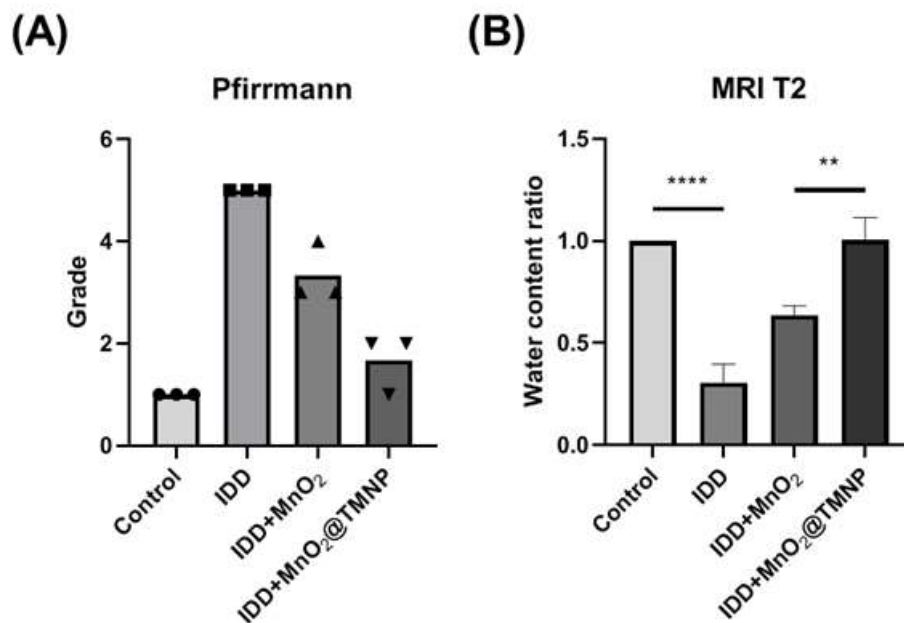 (A)
Pfirrmann
6
4
2
0
Grade
Control
IDD
IDD+MnO₂
IDD+MnO₂@TMNP
(B)
MRI T2
1.5
1.0
0.5
0.0
Water content ratio
****
**
Control
IDD
IDD+MnO₂
IDD+MnO₂@TMNP